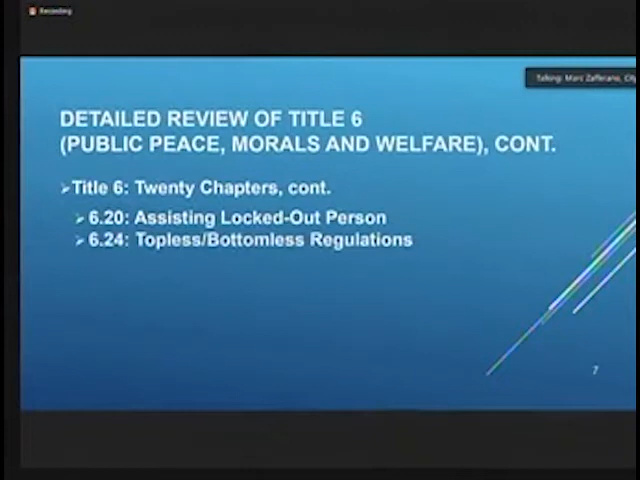 Recording
Talking: Marc Zafferano, City
DETAILED REVIEW OF TITLE 6
(PUBLIC PEACE, MORALS AND WELFARE), CONT.
Title 6: Twenty Chapters, cont.
6.20: Assisting Locked-Out Person
6.24: Topless/Bottomless Regulations
7